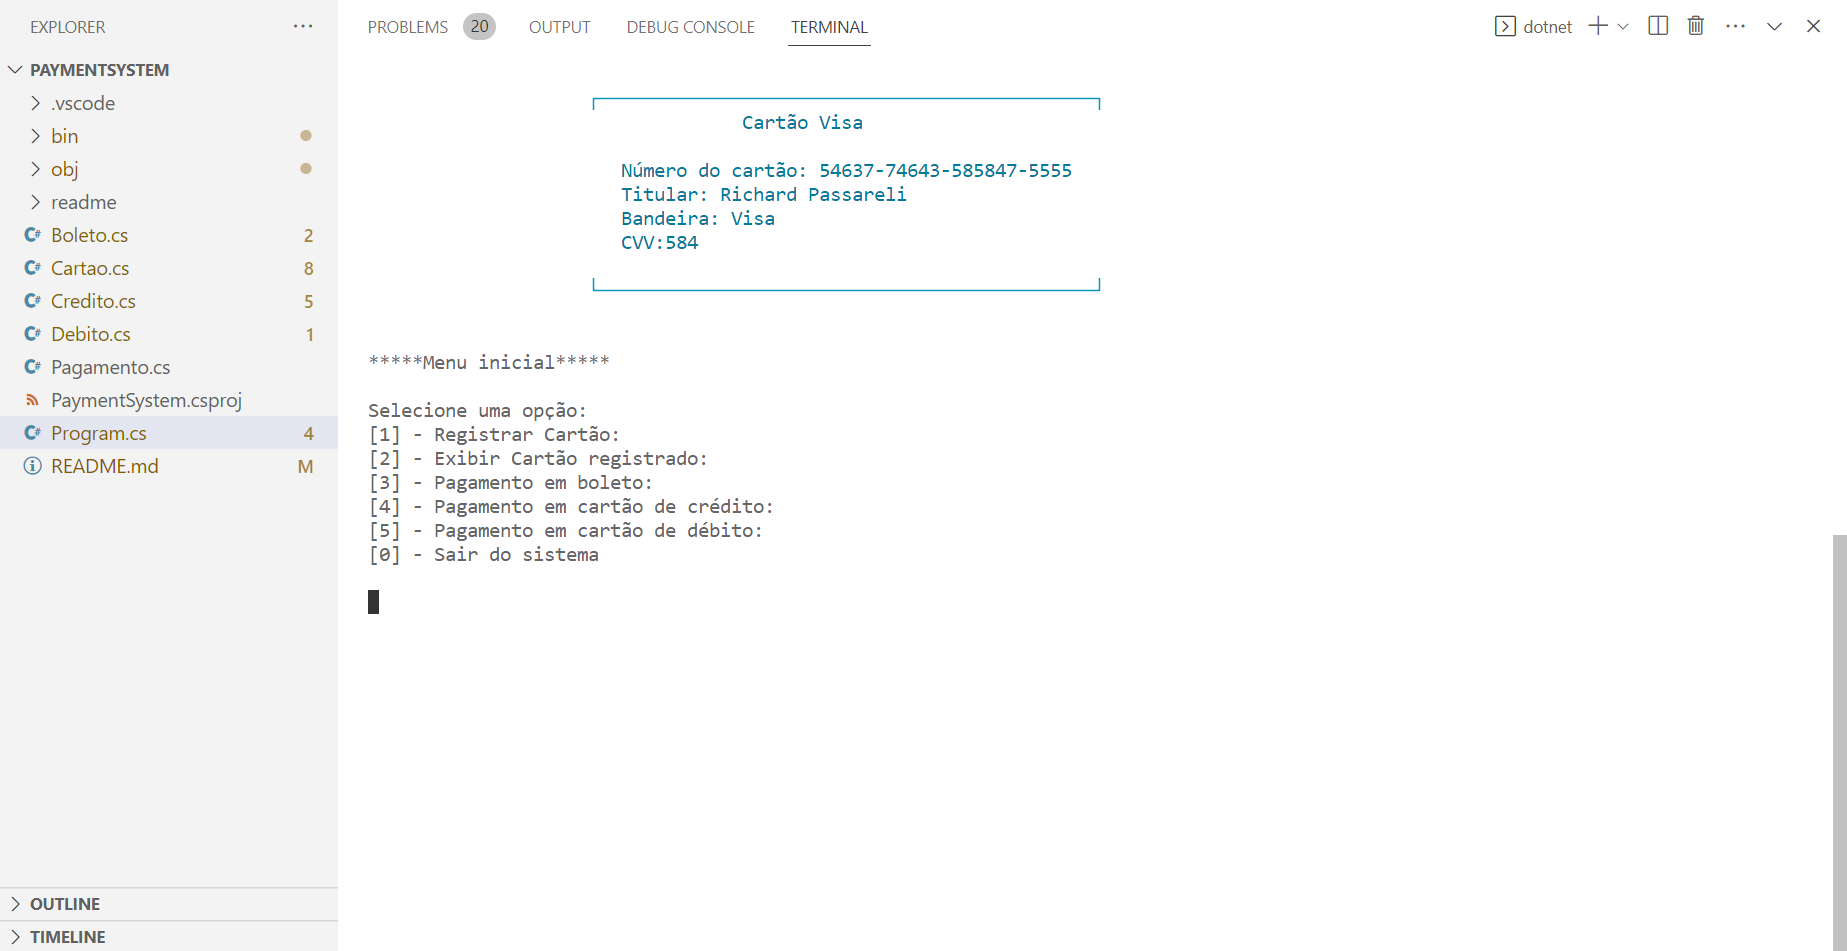 EXPLORER
PAYMENTSYSTEM
.vscode
bin
obj
readme
Boleto.cs 2
Cartao.cs 8
Credito.cs 5
Debito.cs 1
Pagamento.cs
PaymentSystem.csproj
Program.cs 4
README.md M
OUTLINE
TIMELINE
PROBLEMS 20 OUTPUT DEBUG CONSOLE TERMINAL dotnet
Cartão Visa
Número do cartão: 54637-74643-585847-5555
Titular: Richard Passareli
Bandeira: Visa
CVV:584
*****Menu inicial*****
Selecione uma opção:
[1] - Registrar Cartão:
[2] - Exibir Cartão registrado:
[3] - Pagamento em boleto:
[4] - Pagamento em cartão de crédito:
[5] - Pagamento em cartão de débito:
[0] - Sair do sistema